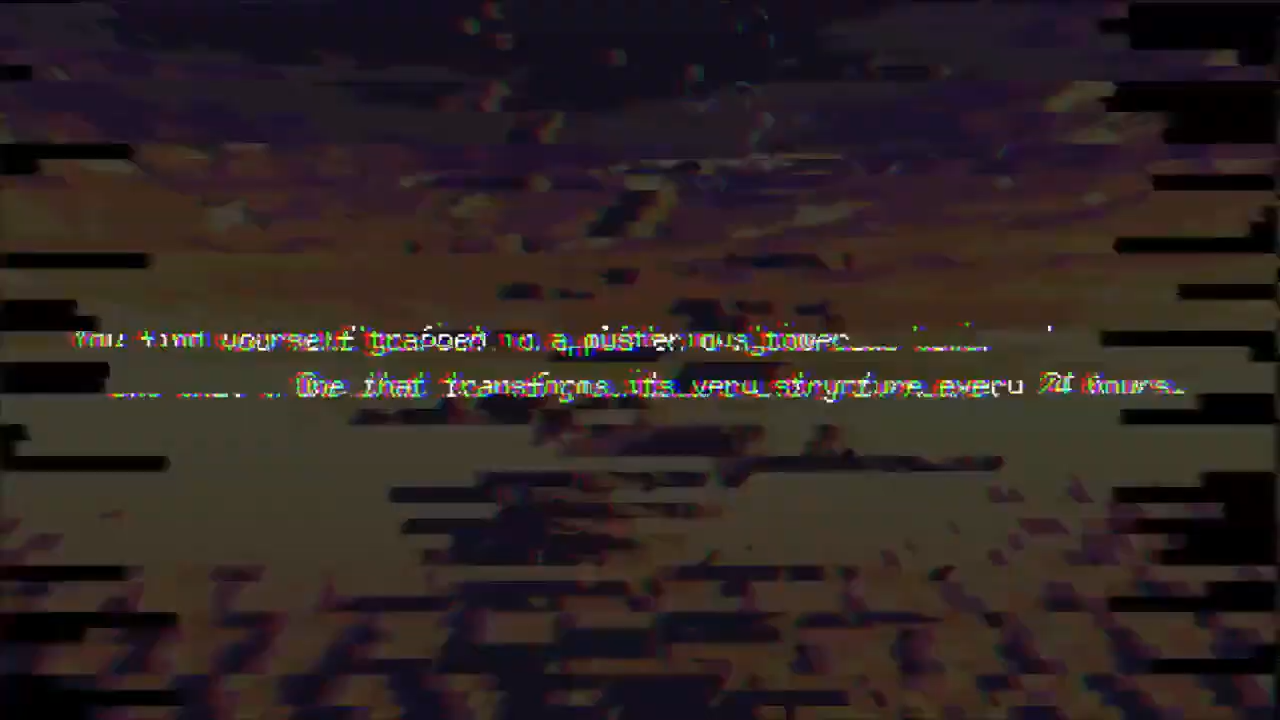 You find yourself trapped in a mysterious tower
One that transforms its very structure every 24 hours.